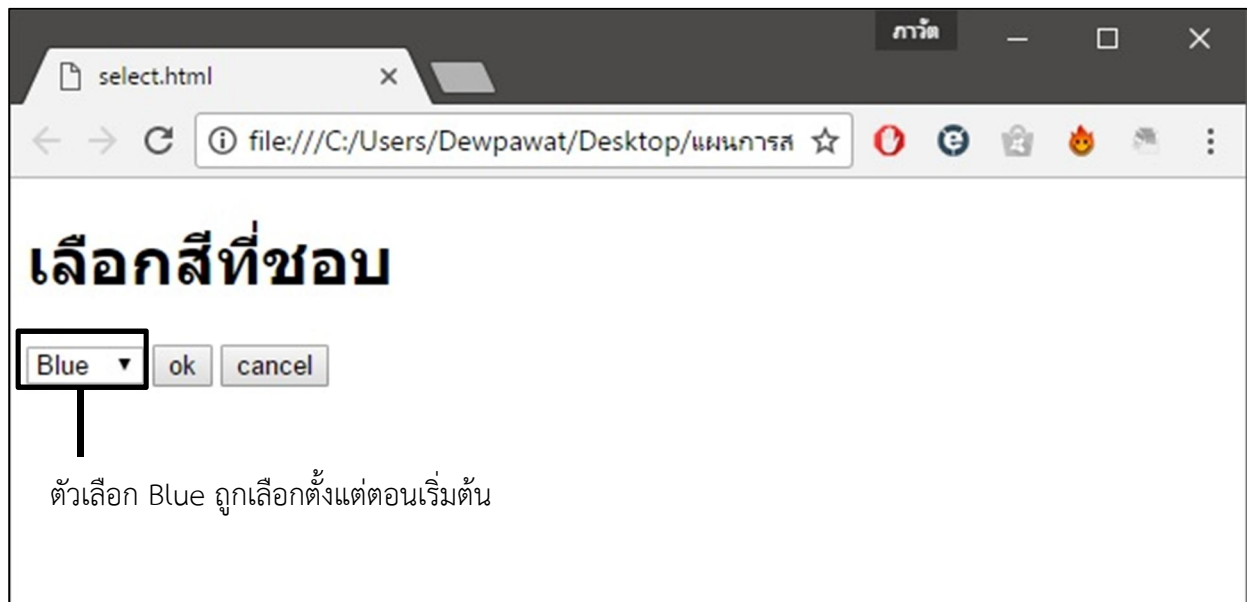 ภาวัต
select.html
file:///C:/Users/Dewpawat/Desktop/แผนการส
เลือกสีที่ชอบ
Blue ok cancel
ตัวเลือก Blue ถูกเลือกตั้งแต่ตอนเริ่มต้น